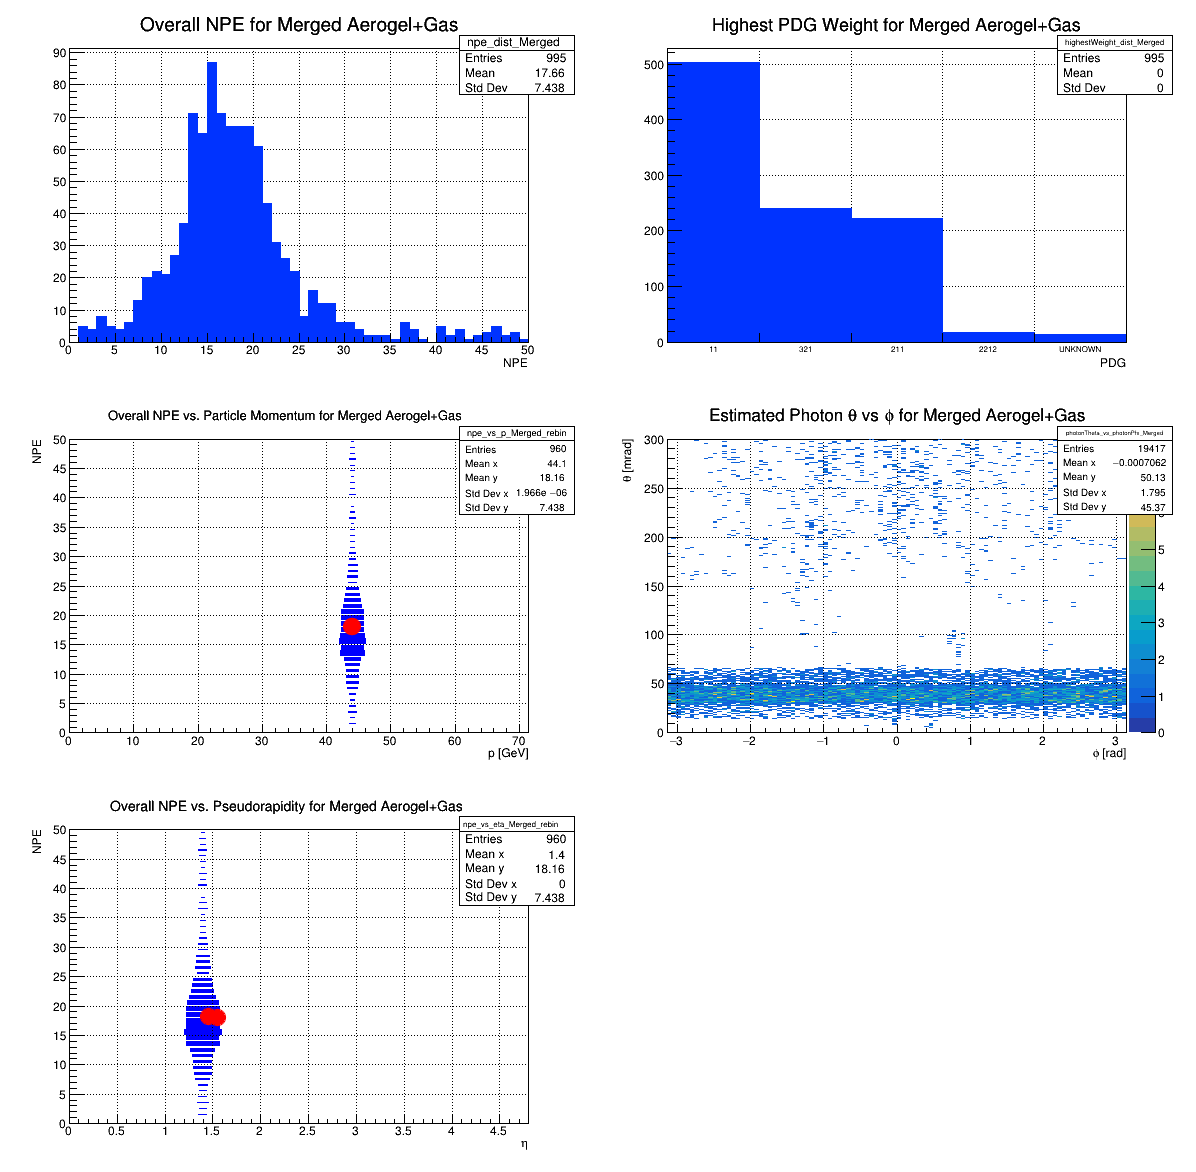 Overall NPE for Merged Aerogel+Gas
npe_dist_Merged
Entries 995
Mean 17.66
Std Dev 7.438
90
80
70
60
50
40
30
20
10
0
0 5 10 15 20 25 30 35 40 45 50
NPE
Highest PDG Weight for Merged Aerogel+Gas
highestWeight_dist_Merged
Entries 995
Mean 0
Std Dev 0
500
400
300
200
100
0
11 321 211 2212 UNKNOWN
PDG
Overall NPE vs. Particle Momentum for Merged Aerogel+Gas
npe_vs_p_Merged_rebin
Entries 960
Mean x 44.1
Mean y 18.16
Std Dev x 1.966e −06
Std Dev y 7.438
NPE
50
45
40
35
30
25
20
15
10
5
0
0 10 20 30 40 50 60 70
p [GeV]
Estimated Photon θ vs ϕ for Merged Aerogel+Gas
photonTheta_vs_photonPhi_Merged
Entries 19417
Mean x −0.0007062
Mean y 50.13
Std Dev x 1.795
Std Dev y 45.37
θ [mrad]
300
250
200
150
100
50
0
−3 −2 −1 0 1 2 3
ϕ [rad]
5
4
3
2
1
0
Overall NPE vs. Pseudorapidity for Merged Aerogel+Gas
npe_vs_eta_Merged_rebin
Entries 960
Mean x 1.4
Mean y 18.16
Std Dev x 0
Std Dev y 7.438
NPE
50
45
40
35
30
25
20
15
10
5
0
0 0.5 1 1.5 2 2.5 3 3.5 4 4.5
η